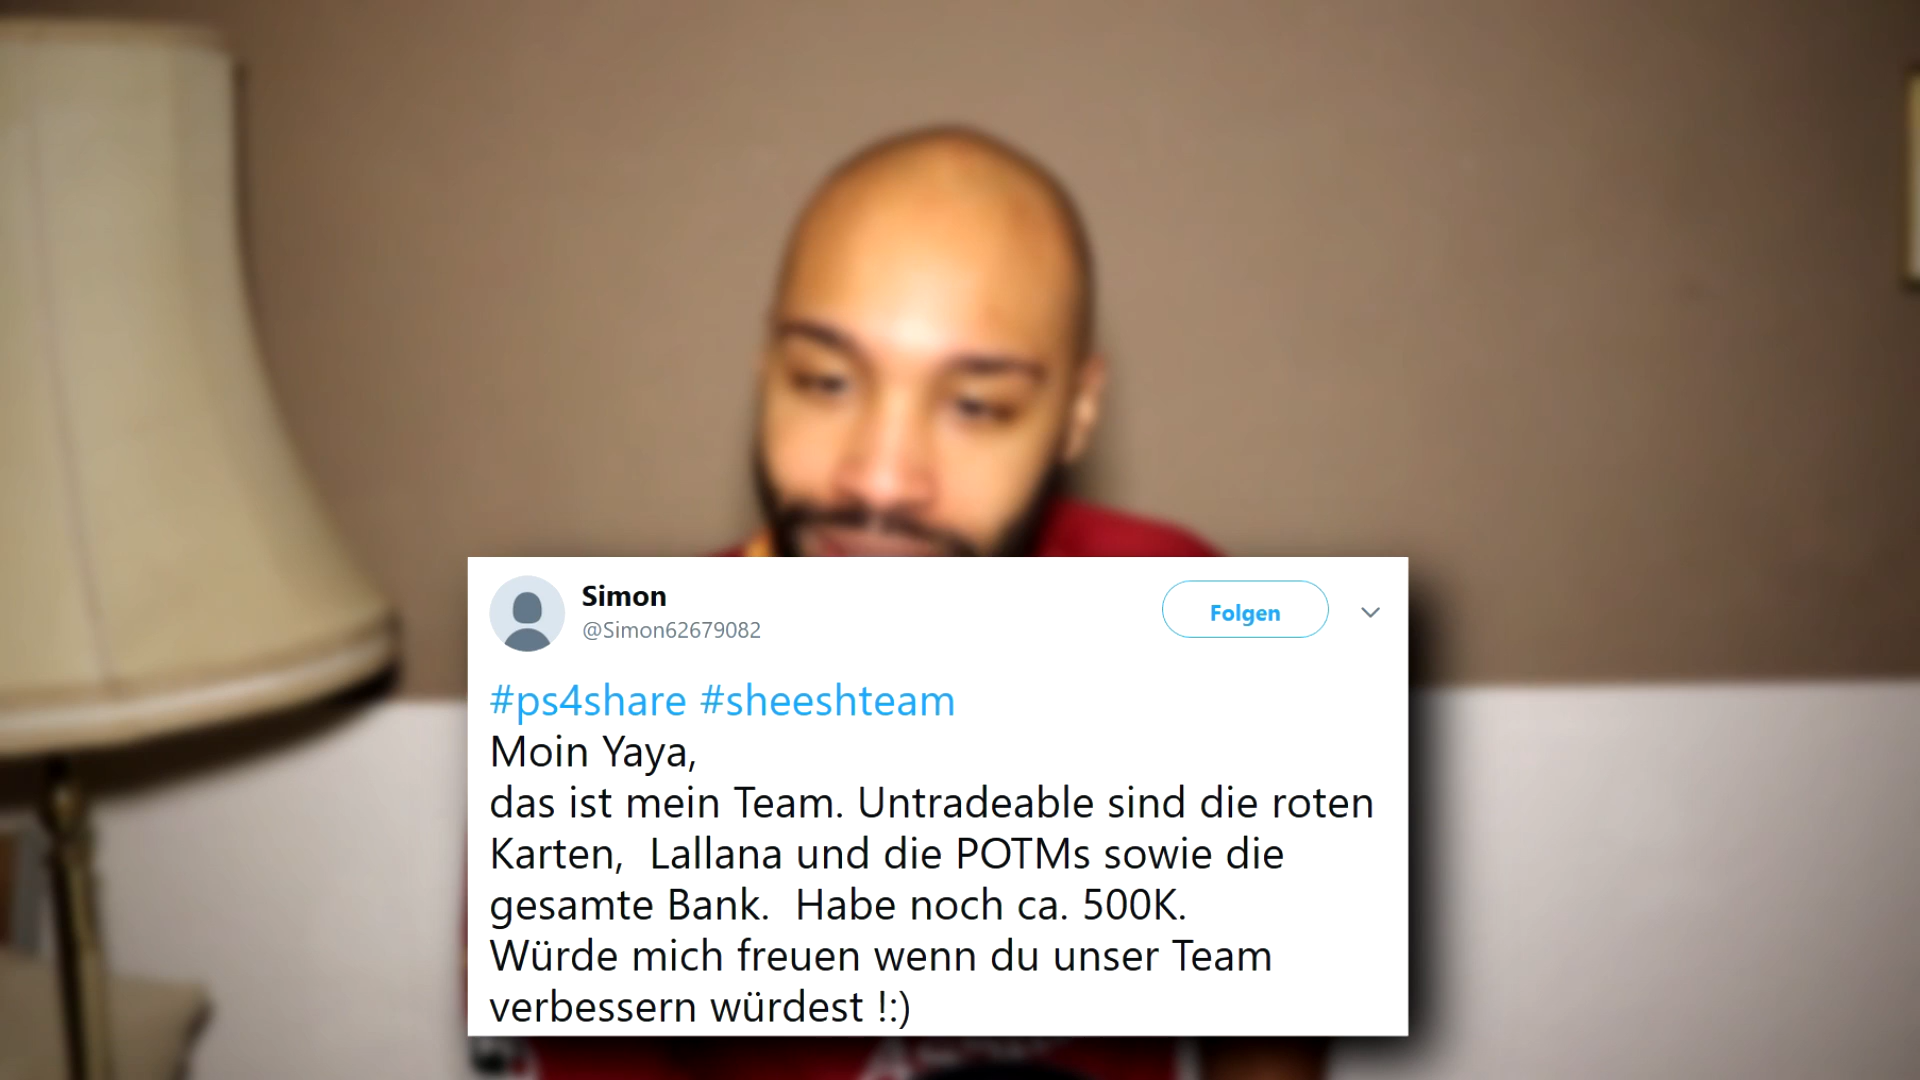 Simon
@Simon62679082
Folgen
#ps4share #sheeshteam
Moin Yaya,
das ist mein Team. Untradeable sind die roten
Karten,  Lallana und die POTMs sowie die
gesamte Bank.  Habe noch ca. 500K.
Würde mich freuen wenn du unser Team
verbessern würdest !:)